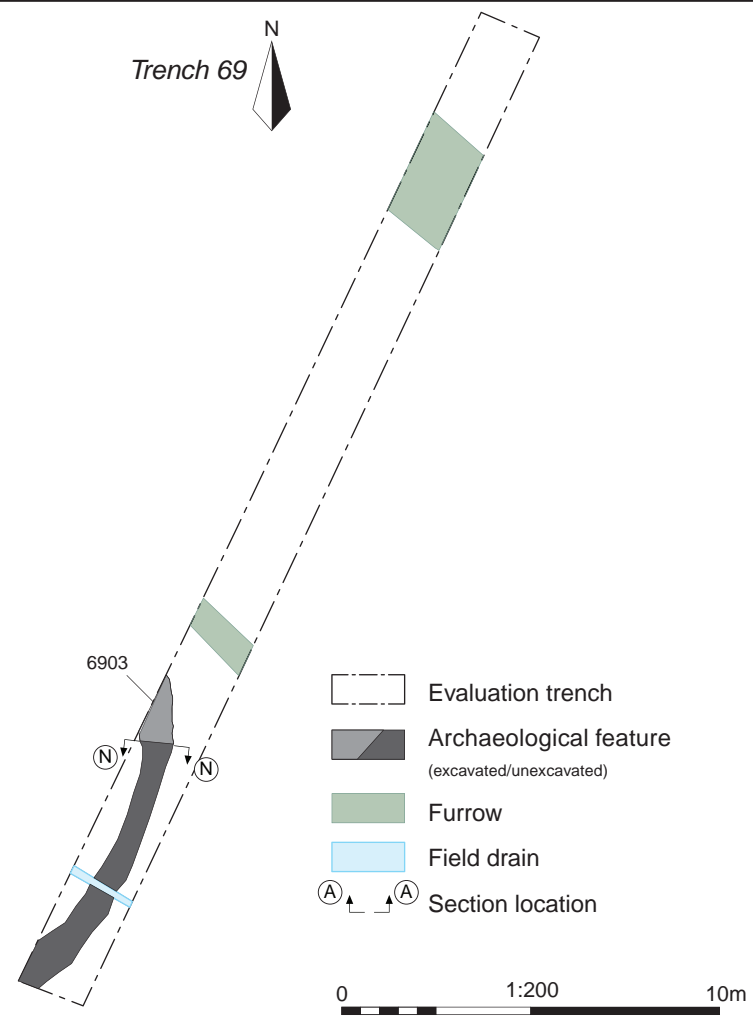 N
Trench 69
6903
N
N
Evaluation trench
Archaeological feature
(excavated/unexcavated)
Furrow
Field drain
A
A
Section location
0
1:200
10m